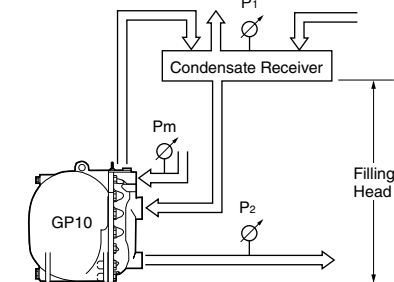 P1
Condensate Receiver
Pm
Filling
Head
P2
GP10